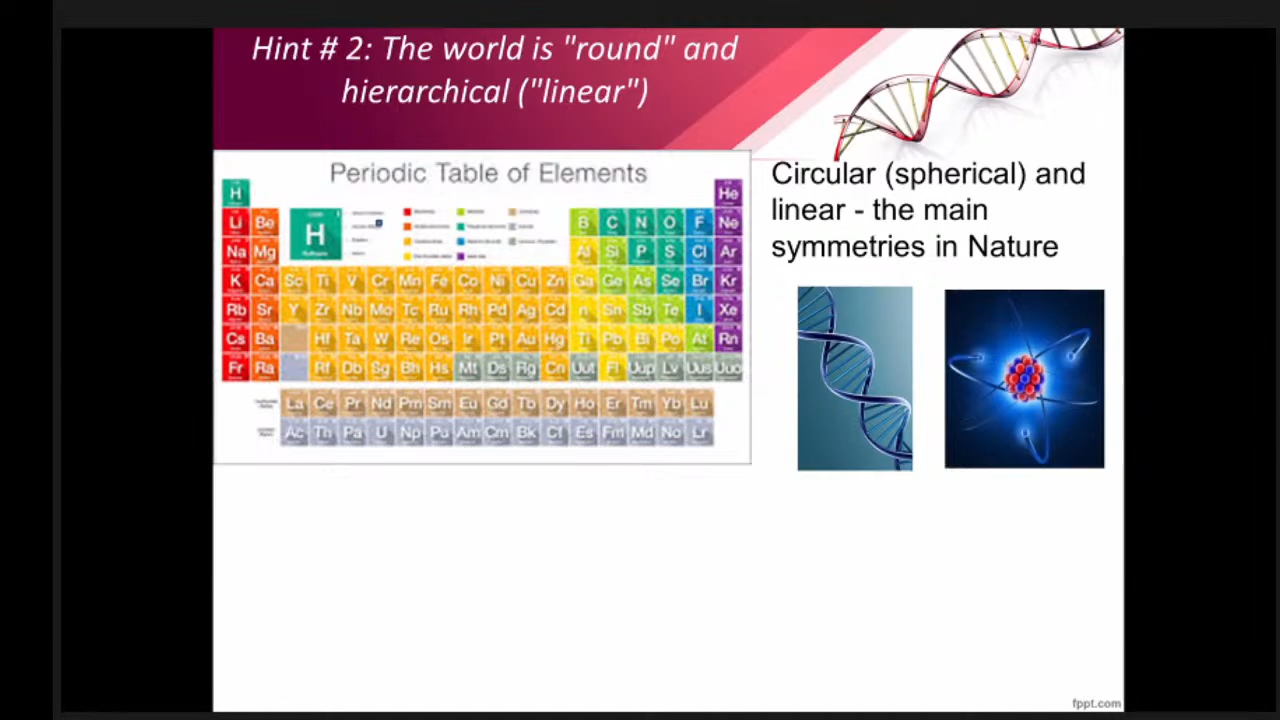 Hint # 2: The world is "round" and
hierarchical ("linear")
Periodic Table of Elements
Circular (spherical) and
linear - the main
symmetries in Nature
H He
Li Be H B C N O F Ne
Na Mg Al Si P S Cl Ar
K Ca Sc Ti V Cr Mn Fe Co Ni Cu Zn Ga Ge As Se Br Kr
Rb Sr Y Zr Nb Mo Tc Ru Rh Pd Ag Cd n Sn Sb Te I Xe
Cs Ba Hf Ta W Re Os Ir Pt Au Hg Ti Pb Bi Po At Rn
Fr Ra Rf Db Sg Bh Hs Mt Ds Rg Cn Uut Fl Uup Lv Uus Uuo
La Ce Pr Nd Pm Sm Eu Gd Tb Dy Ho Er Tm Yb Lu
Ac Th Pa U Np Pu Am Cm Bk Cf Es Fm Md No Lr
fppt.com